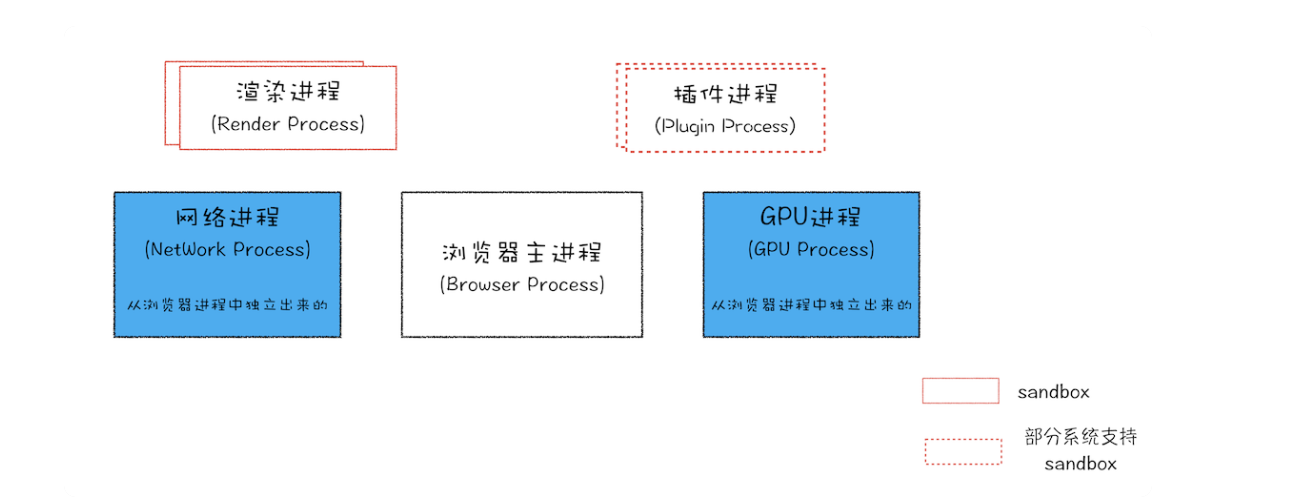 渲染进程
(Render Process)
插件进程
(Plugin Process)
网络进程
(NetWork Process)
从浏览器进程中独立出来的
浏览器主进程
(Browser Process)
GPU进程
(GPU Process)
从浏览器进程中独立出来的
sandbox
部分系统支持
sandbox